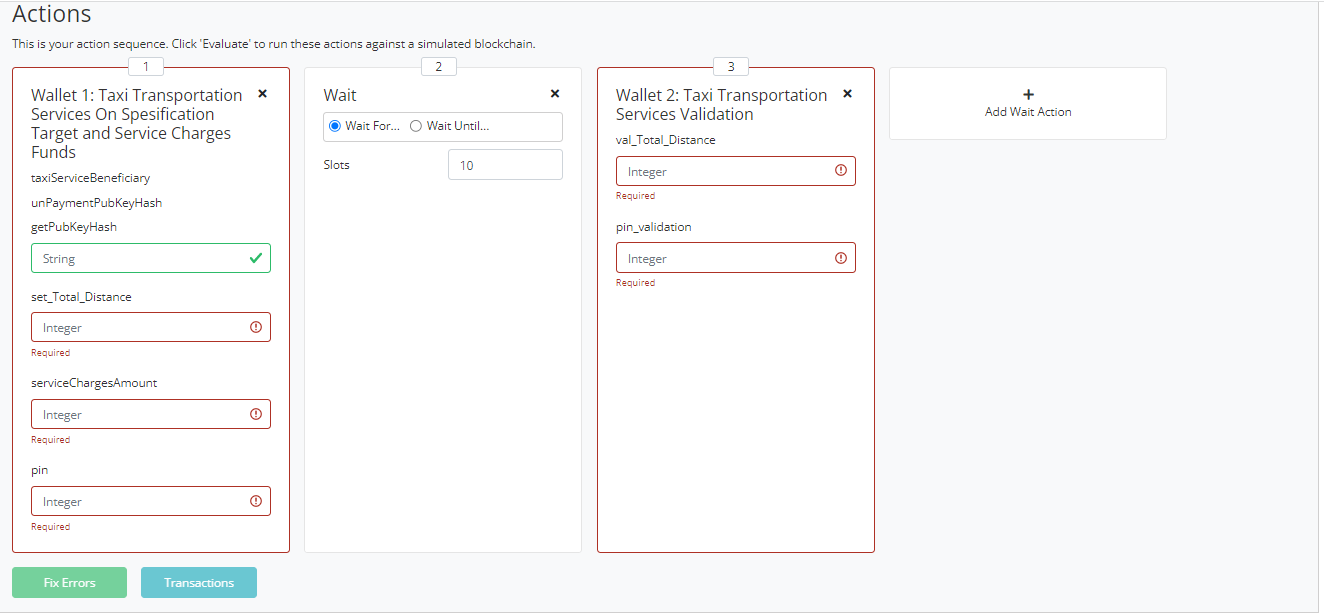 Actions
This is your action sequence. Click 'Evaluate' to run these actions against a simulated blockchain.
1
Wallet 1: Taxi Transportation
Services On Spesification
Target and Service Charges
Funds
taxiServiceBeneficiary
unPaymentPubKeyHash
getPubKeyHash
String
set_Total_Distance
Integer
Required
serviceChargesAmount
Integer
Required
pin
Integer
Required
2
Wait
Wait For... Wait Until...
Slots 10
3
Wallet 2: Taxi Transportation
Services Validation
val_Total_Distance
Integer
Required
pin_validation
Integer
Required
Add Wait Action
Fix Errors Transactions